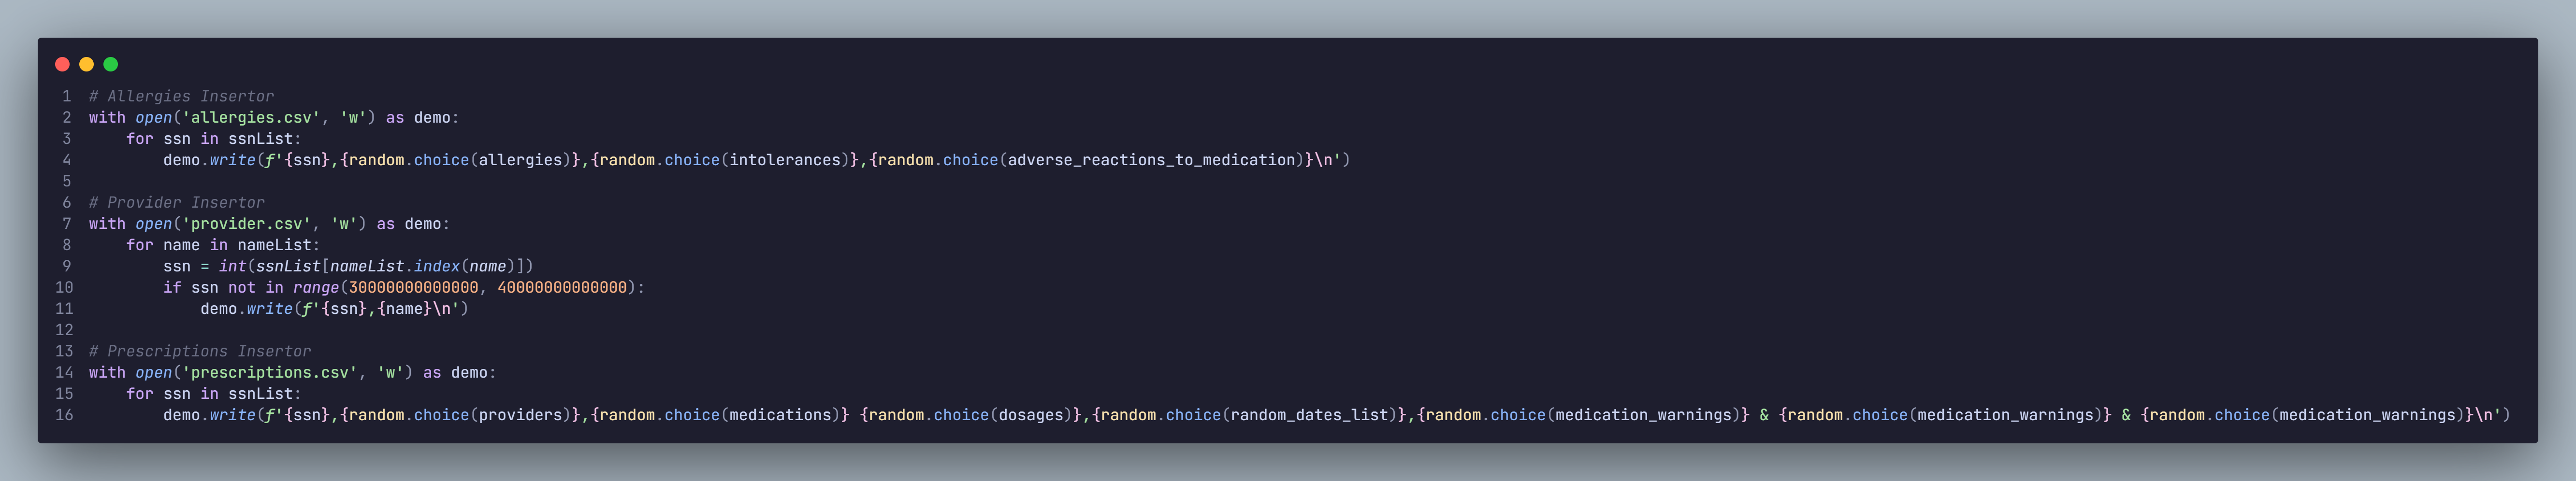 1 # Allergies Insertor
2 with open('allergies.csv', 'w') as demo:
3     for ssn in ssnList:
4         demo.write(f'{ssn},{random.choice(allergies)},{random.choice(intolerances)},{random.choice(adverse_reactions_to_medication)}\n')
5
6 # Provider Insertor
7 with open('provider.csv', 'w') as demo:
8     for name in nameList:
9         ssn = int(ssnList[nameList.index(name)])
10         if ssn not in range(30000000000000, 40000000000000):
11             demo.write(f'{ssn},{name}\n')
12
13 # Prescriptions Insertor
14 with open('prescriptions.csv', 'w') as demo:
15     for ssn in ssnList:
16         demo.write(f'{ssn},{random.choice(providers)},{random.choice(medications)} {random.choice(dosages)},{random.choice(random_dates_list)},{random.choice(medication_warnings)} & {random.choice(medication_warnings)} & {random.choice(medication_warnings)}\n')